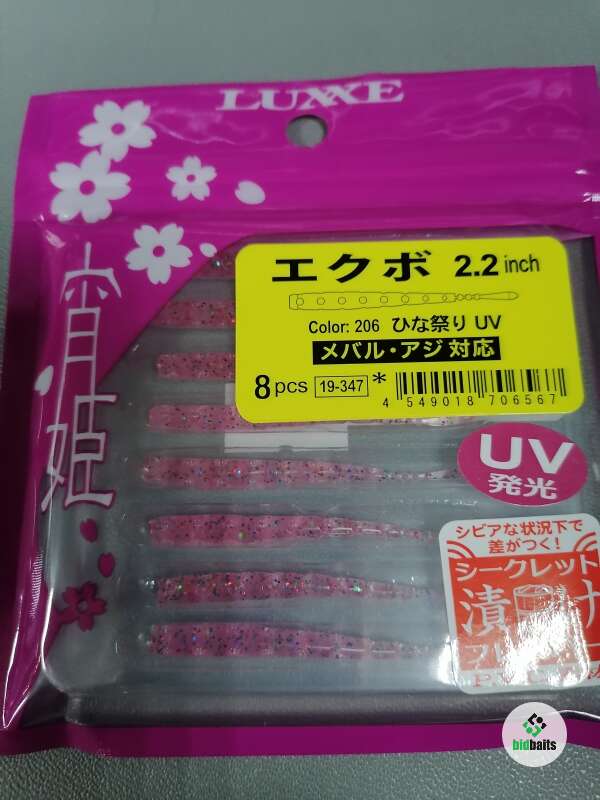 LUXXE
宵姫
エクボ 2.2 inch
Color: 206 ひな祭り UV
メバル・アジ 対応
8 pcs 19-347 *
4 549018 706567
UV
発光
シビアな状況下で
差がつく!
シークレット
漬け
bidbaits